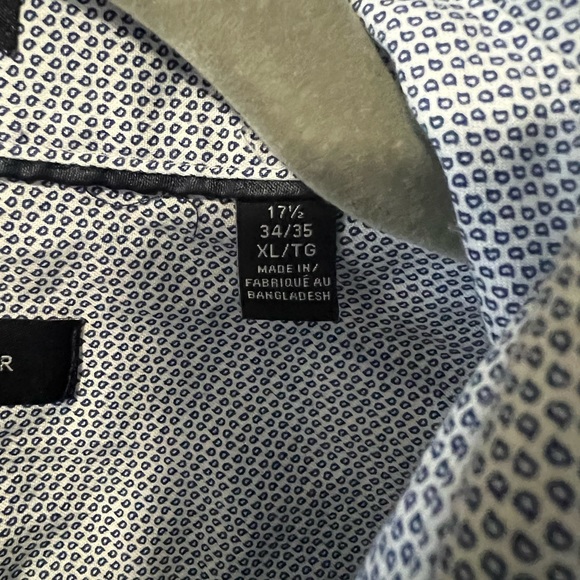 17½
34/35
XL/TG
MADE IN/
FABRIQUÉ AU
BANGLADESH
R